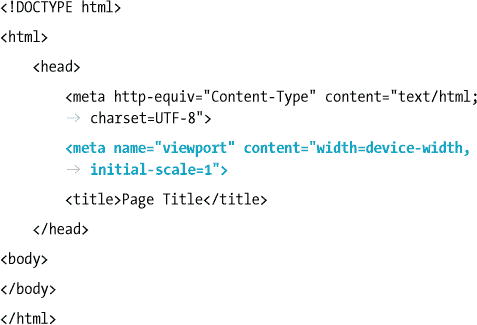 <!DOCTYPE html>
<html>
<head>
<meta http-equiv="Content-Type" content="text/html;
→ charset=UTF-8">
<meta name="viewport" content="width=device-width,
→ initial-scale=1">
<title>Page Title</title>
</head>
<body>
</body>
</html>